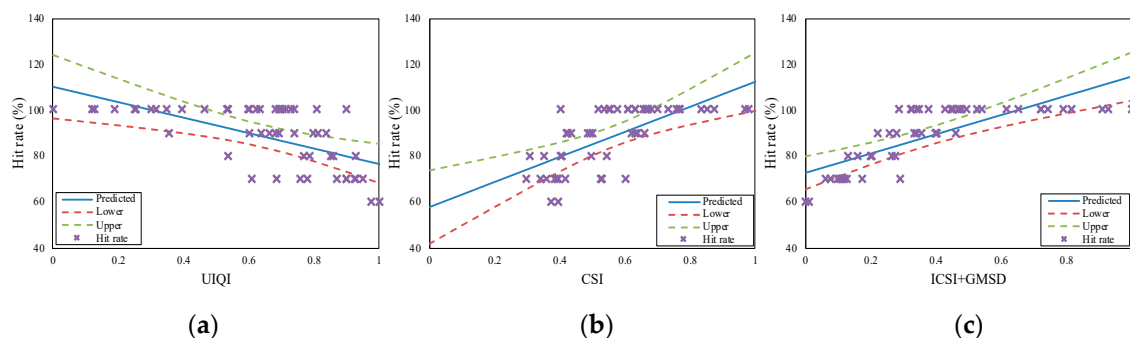 140
120
100
80
60
40
Hit rate (%)
0
0.2
0.4
0.6
0.8
1
UIQI
Predicted
Lower
Upper
Hit rate
(a)
140
120
100
80
60
40
Hit rate (%)
0
0.2
0.4
0.6
0.8
1
CSI
Predicted
Lower
Upper
Hit rate
(b)
140
120
100
80
60
40
Hit rate (%)
0
0.2
0.4
0.6
0.8
ICSI+GMSD
Predicted
Lower
Upper
Hit rate
(c)